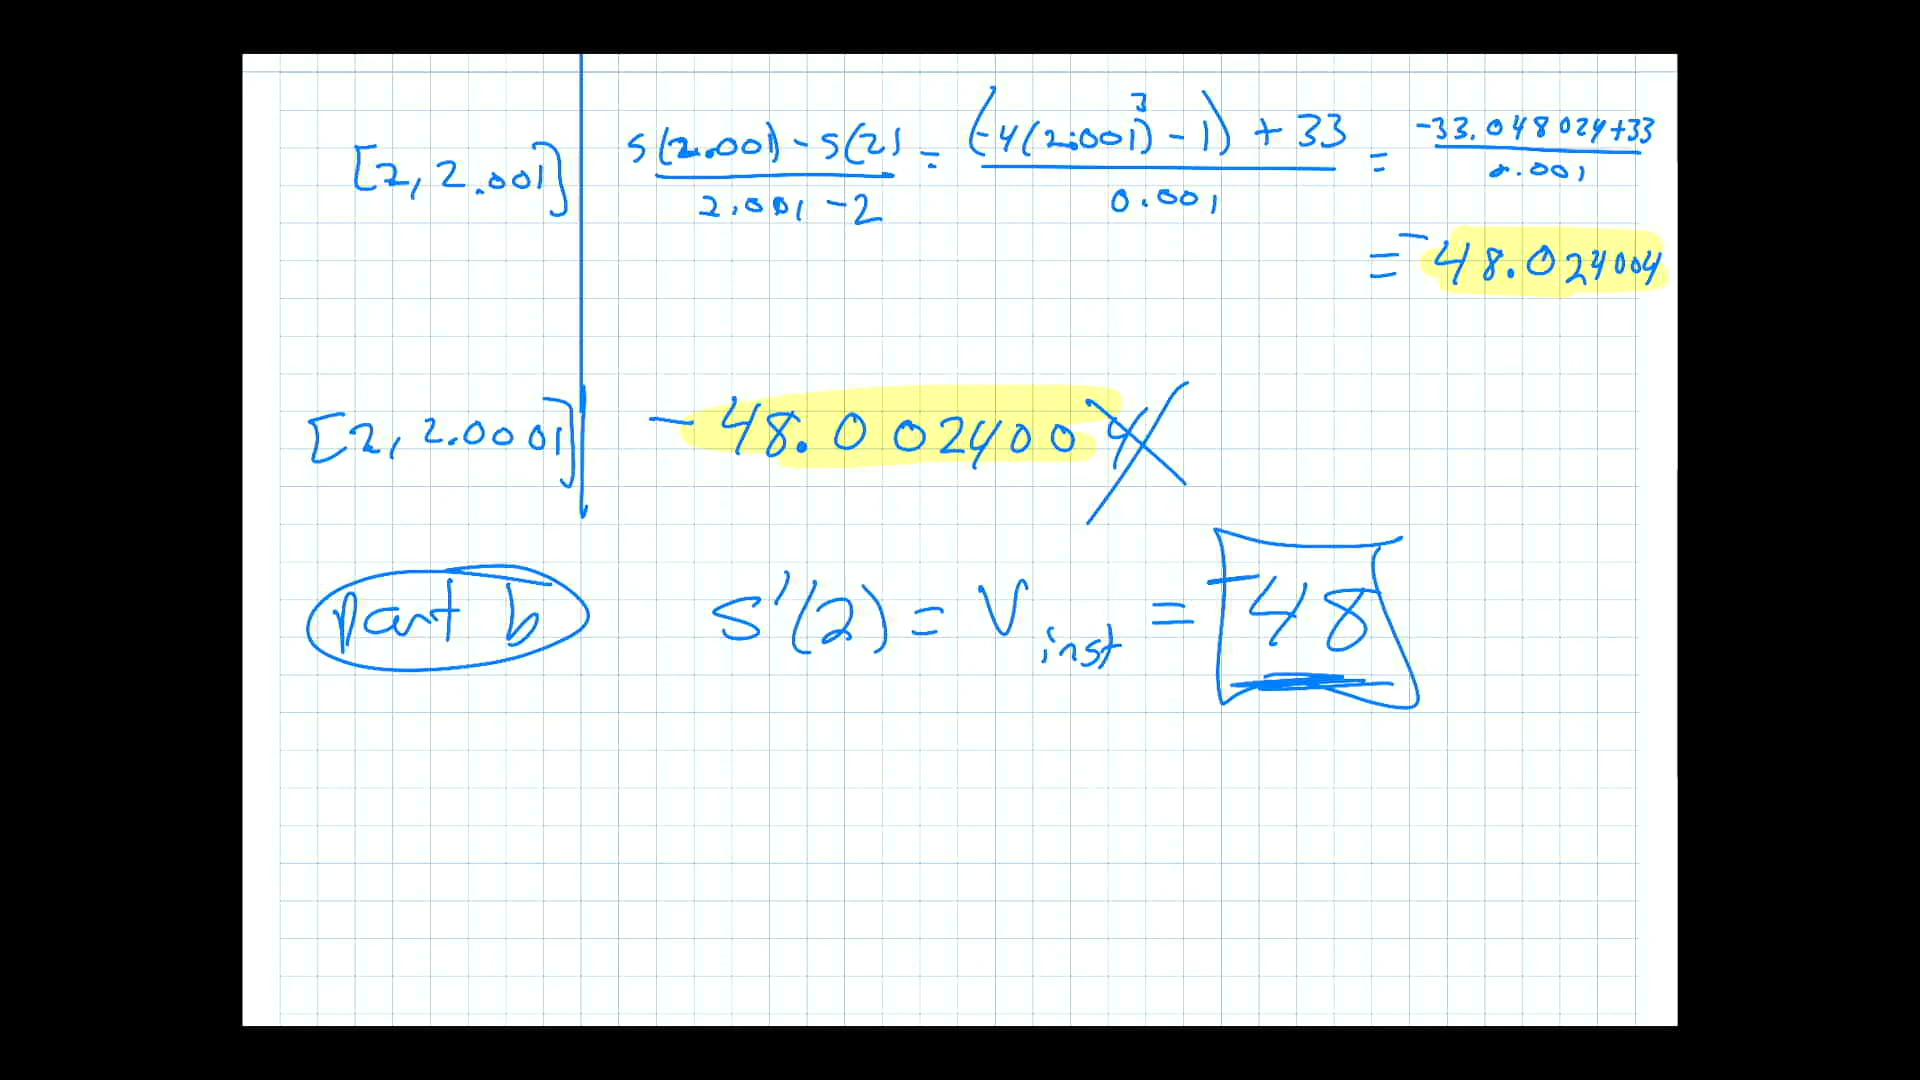 [2, 2.001] s(2.001) - s(2) / 2.001 - 2 = (-4(2.001)³ - 1) + 33 / 0.001 = -33.048024+33 / 0.001
= -48.024004
[2, 2.0001] -48.0024004
part b s'(2) = V inst = -48